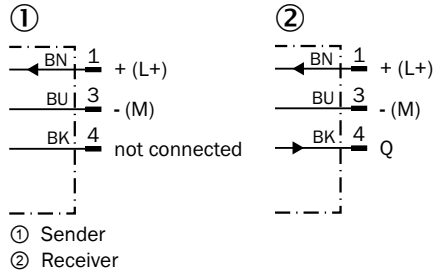 ① ②
BN 1 + (L+) BN 1 + (L+)
BU 3 - (M) BU 3 - (M)
BK 4 not connected BK 4 Q
① Sender
② Receiver